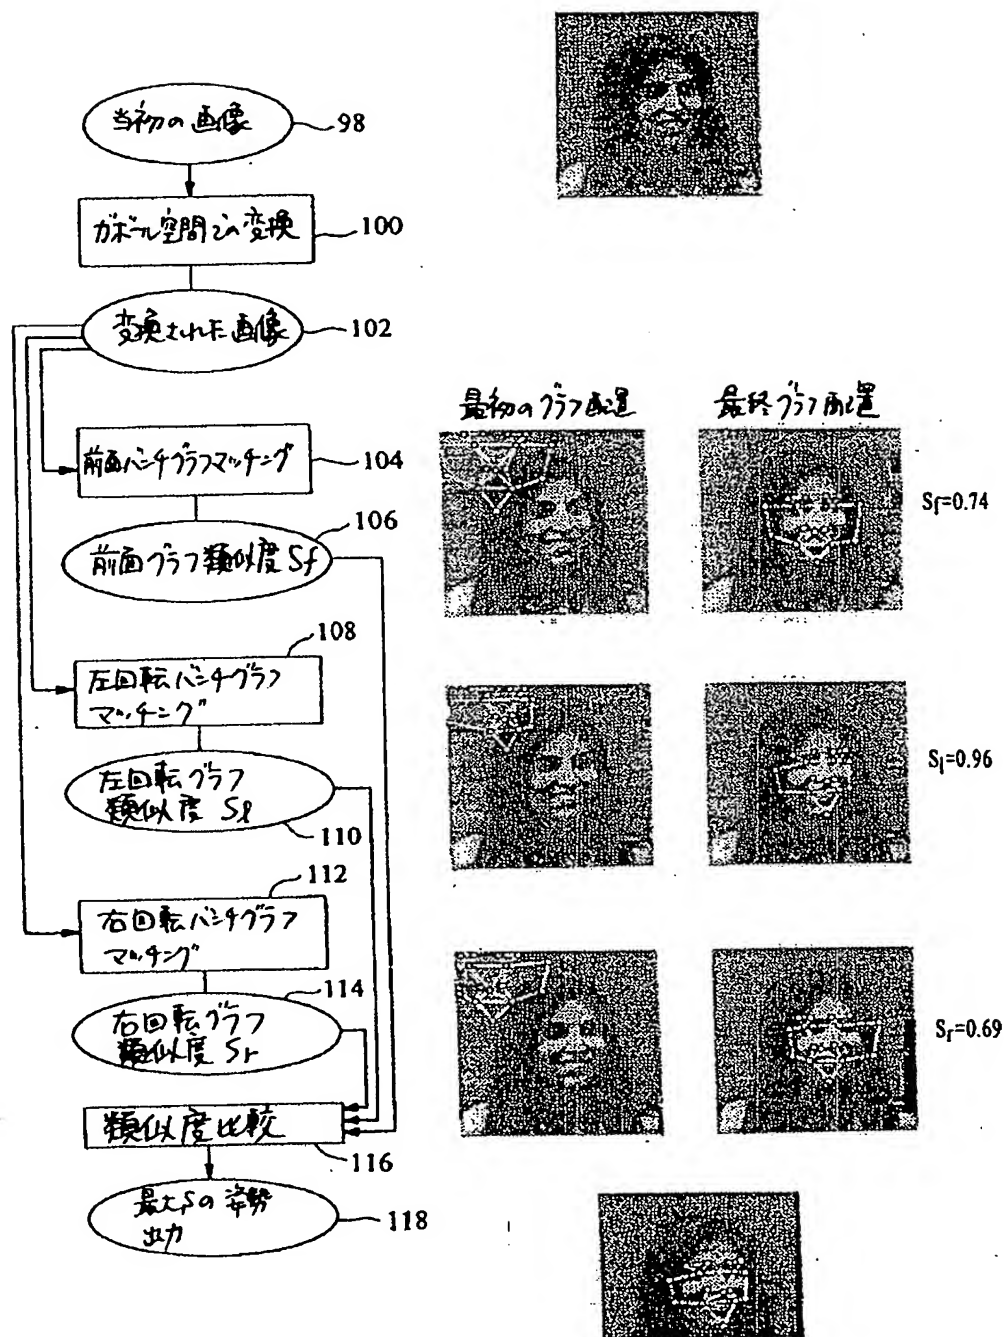 当初の画像
98
ガボール空間での変換
100
変換された画像
102
最初のグラフ配置
最終グラフ配置
前面バンチグラフマッチング
104
106
前面グラフ類似度 Sf
Sf=0.74
108
左回転バンチグラフ
マッチング
左回転グラフ
類似度 Sl
110
Sl=0.96
112
右回転バンチグラフ
マッチング
114
右回転グラフ
類似度 Sr
Sr=0.69
類似度比較
116
最大Sの姿勢
出力
118